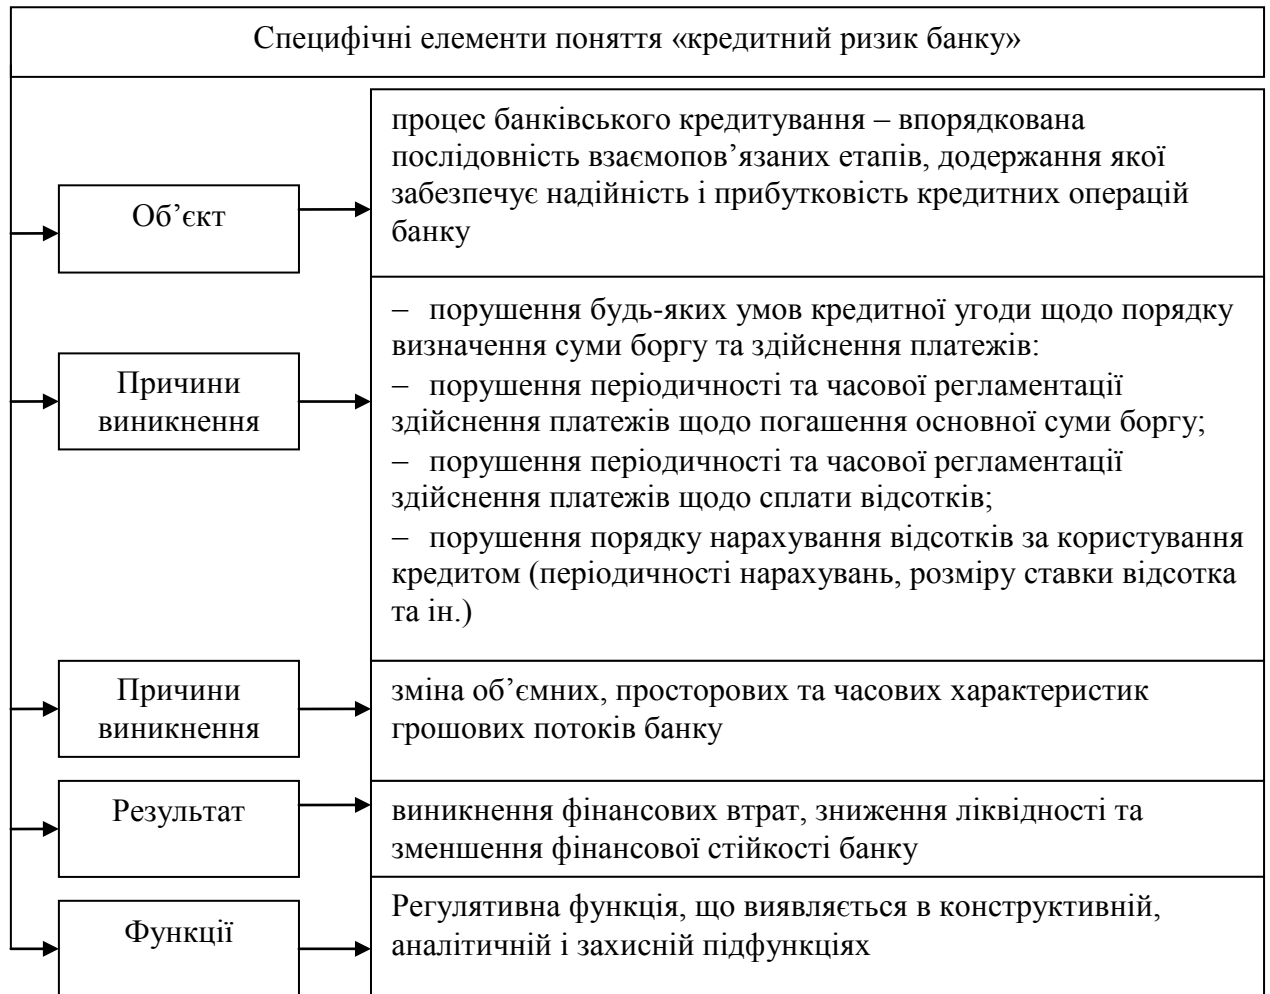 Специфічні елементи поняття «кредитний ризик банку»
Об’єкт
процес банківського кредитування – впорядкована
послідовність взаємопов’язаних етапів, додержання якої
забезпечує надійність і прибутковість кредитних операцій
банку
Причини
виникнення
– порушення будь-яких умов кредитної угоди щодо порядку
визначення суми боргу та здійснення платежів:
– порушення періодичності та часової регламентації
здійснення платежів щодо погашення основної суми боргу;
– порушення періодичності та часової регламентації
здійснення платежів щодо сплати відсотків;
– порушення порядку нарахування відсотків за користування
кредитом (періодичності нарахувань, розміру ставки відсотка
та ін.)
Причини
виникнення
зміна об’ємних, просторових та часових характеристик
грошових потоків банку
Результат
виникнення фінансових втрат, зниження ліквідності та
зменшення фінансової стійкості банку
Функції
Регулятивна функція, що виявляється в конструктивній,
аналітичній і захисній підфункціях